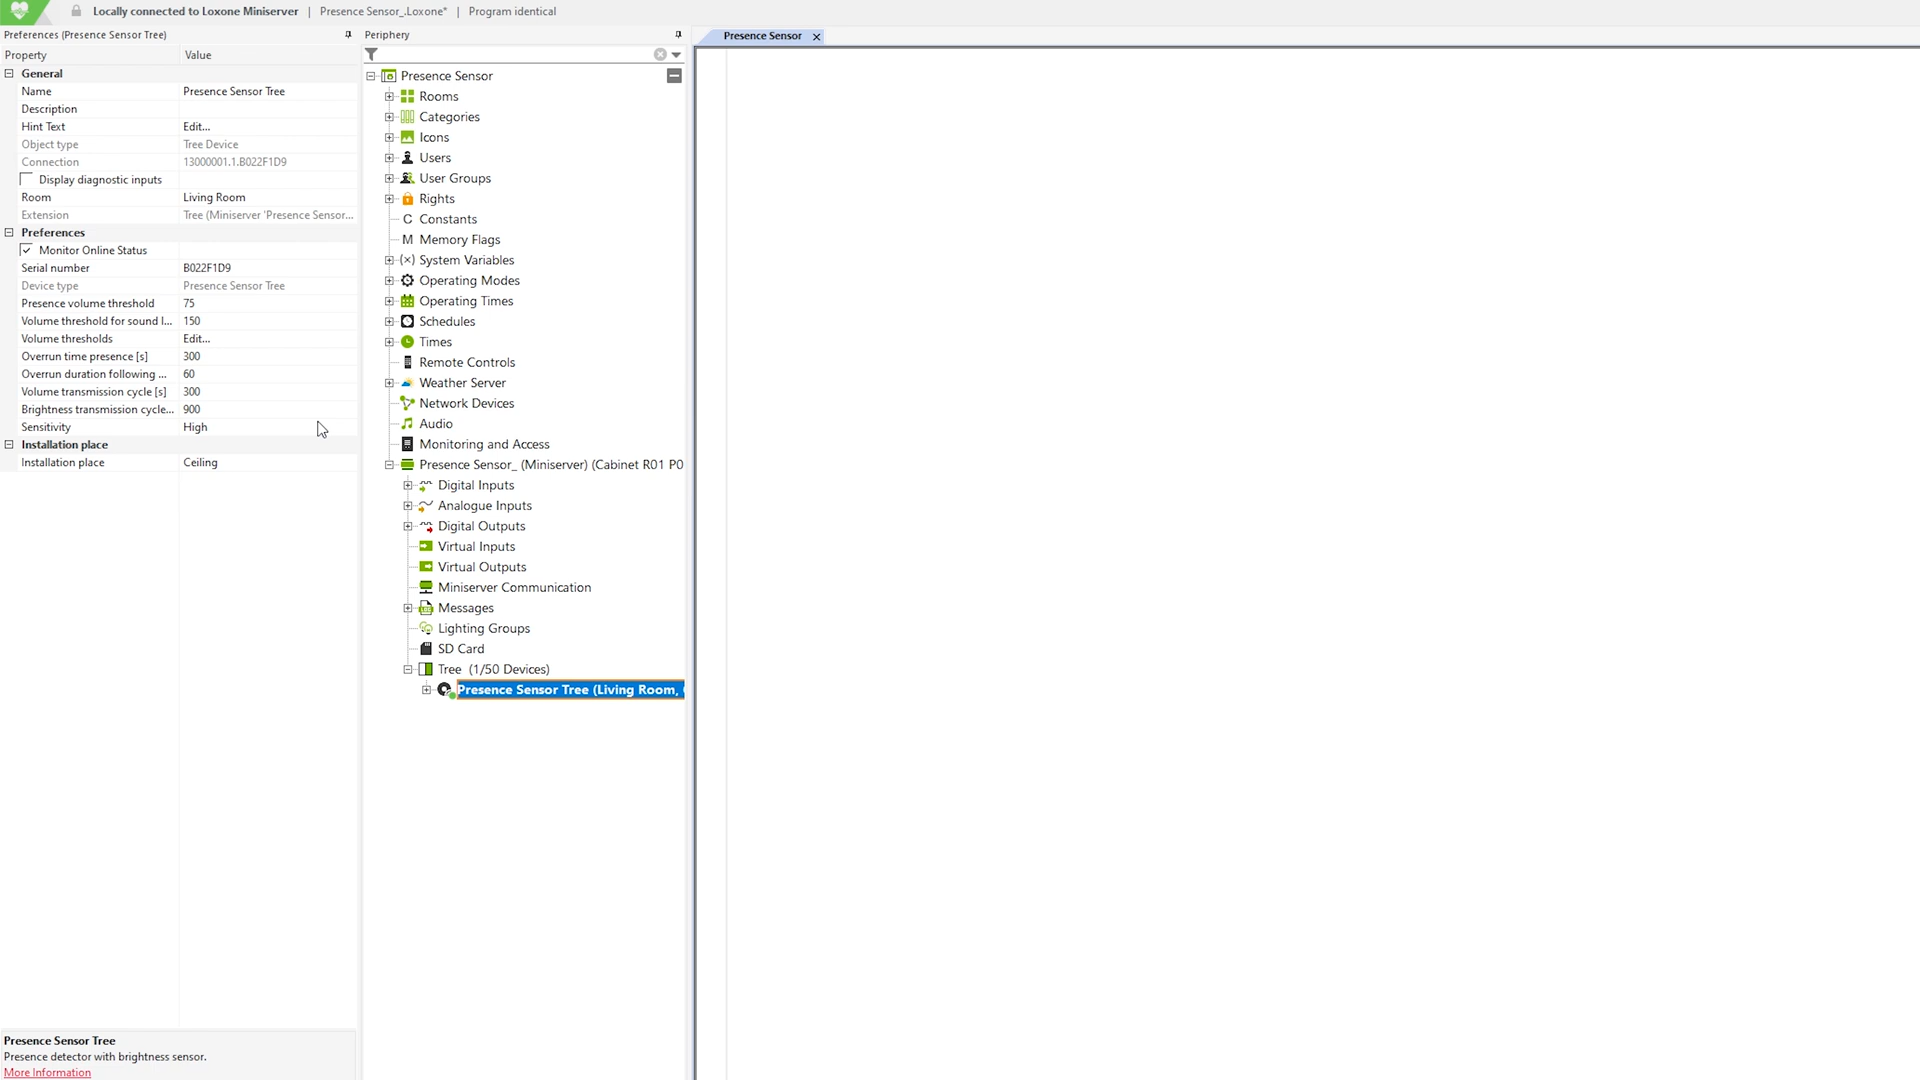 Locally connected to Loxone Miniserver | Presence Sensor_.Loxone* | Program identical
Preferences (Presence Sensor Tree)
Property Value
General
Name Presence Sensor Tree
Description
Hint Text Edit...
Object type Tree Device
Connection 13000001.1.B022F1D9
Display diagnostic inputs
Room Living Room
Extension Tree (Miniserver 'Presence Sensor...
Preferences
Monitor Online Status
Serial number B022F1D9
Device type Presence Sensor Tree
Presence volume threshold 75
Volume threshold for sound l... 150
Volume thresholds Edit...
Overrun time presence [s] 300
Overrun duration following ... 60
Volume transmission cycle [s] 300
Brightness transmission cycle... 900
Sensitivity High
Installation place
Installation place Ceiling
Presence Sensor Tree
Presence detector with brightness sensor.
More Information
Periphery
Presence Sensor
Rooms
Categories
Icons
Users
User Groups
Rights
C Constants
M Memory Flags
(×) System Variables
Operating Modes
Operating Times
Schedules
Times
Remote Controls
Weather Server
Network Devices
Audio
Monitoring and Access
Presence Sensor_ (Miniserver) (Cabinet R01 P0
Digital Inputs
Analogue Inputs
Digital Outputs
Virtual Inputs
Virtual Outputs
Miniserver Communication
Messages
Lighting Groups
SD Card
Tree (1/50 Devices)
Presence Sensor Tree (Living Room,
Presence Sensor